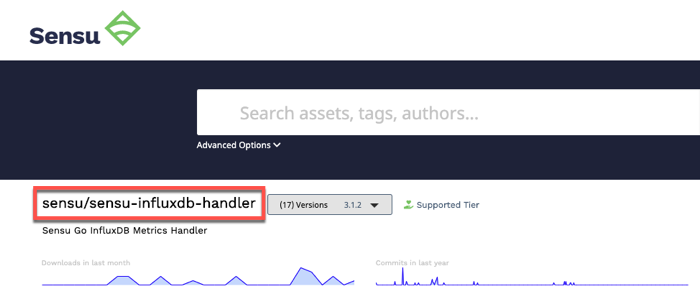 Sensu
Search assets, tags, authors...
Advanced Options
sensu/sensu-influxdb-handler
(17) Versions 3.1.2
Supported Tier
Sensu Go InfluxDB Metrics Handler
Downloads in last month
Commits in last year